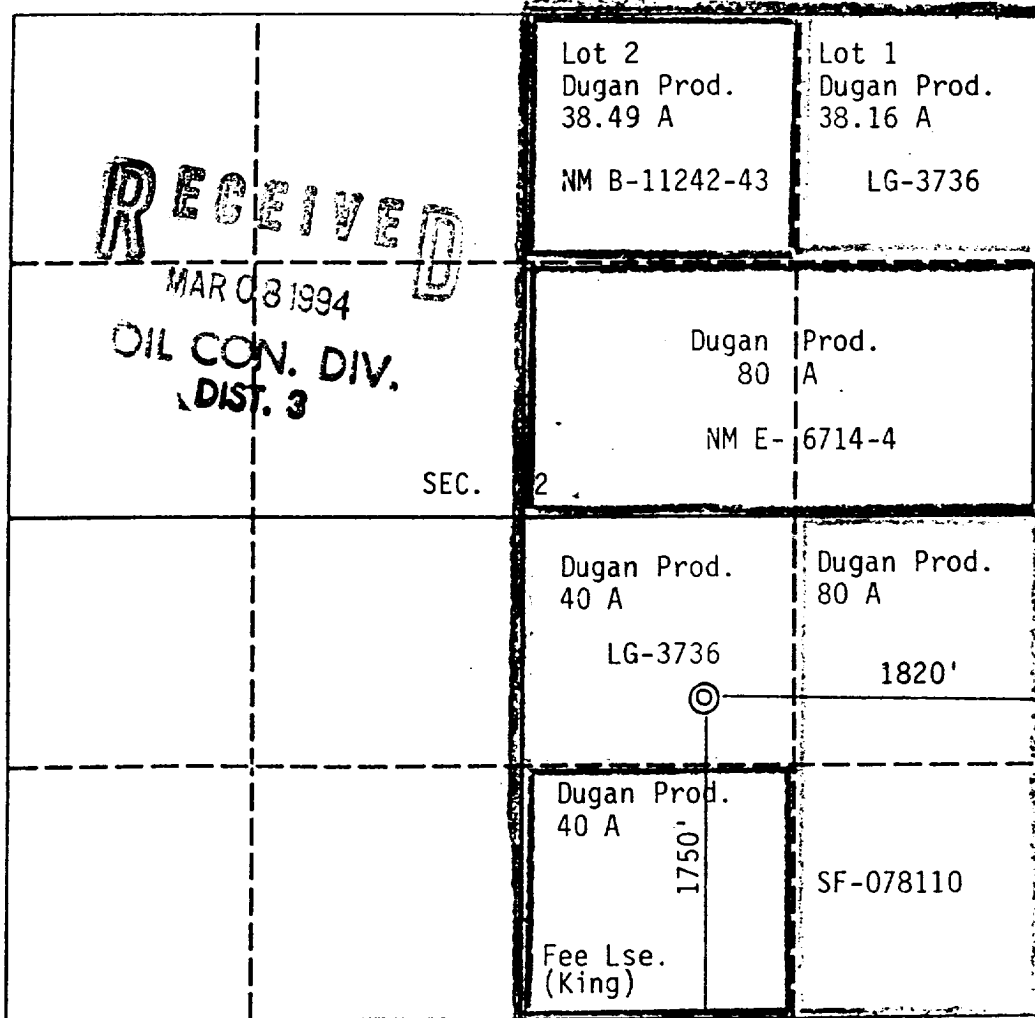 Lot 2
Dugan Prod.
38.49 A
NM B-11242-43
Lot 1
Dugan Prod.
38.16 A
LG-3736
RECEIVED
MAR 08 1994
OIL CON. DIV.
DIST. 3
Dugan Prod.
80 A
NM E-6714-4
SEC. 2
Dugan Prod.
40 A
LG-3736
Dugan Prod.
80 A
1820'
Dugan Prod.
40 A
1750'
SF-078110
Fee Lse.
(King)